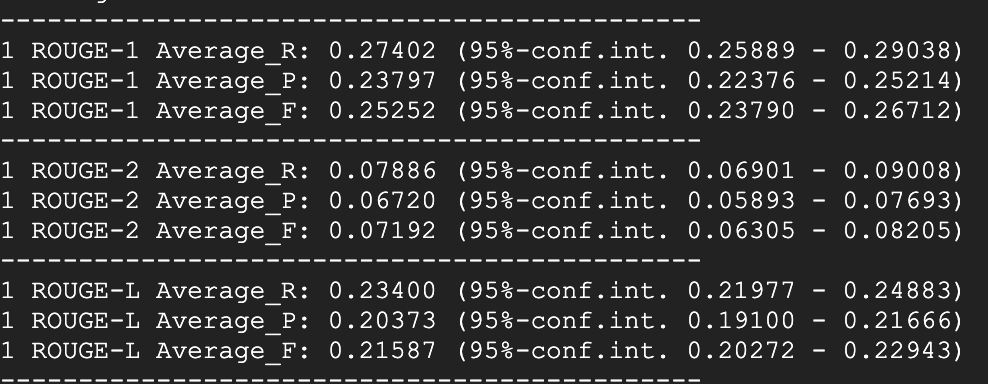 ---------------------------------------------
1 ROUGE-1 Average_R: 0.27402 (95%-conf.int. 0.25889 - 0.29038)
1 ROUGE-1 Average_P: 0.23797 (95%-conf.int. 0.22376 - 0.25214)
1 ROUGE-1 Average_F: 0.25252 (95%-conf.int. 0.23790 - 0.26712)
---------------------------------------------
1 ROUGE-2 Average_R: 0.07886 (95%-conf.int. 0.06901 - 0.09008)
1 ROUGE-2 Average_P: 0.06720 (95%-conf.int. 0.05893 - 0.07693)
1 ROUGE-2 Average_F: 0.07192 (95%-conf.int. 0.06305 - 0.08205)
---------------------------------------------
1 ROUGE-L Average_R: 0.23400 (95%-conf.int. 0.21977 - 0.24883)
1 ROUGE-L Average_P: 0.20373 (95%-conf.int. 0.19100 - 0.21666)
1 ROUGE-L Average_F: 0.21587 (95%-conf.int. 0.20272 - 0.22943)
---------------------------------------------